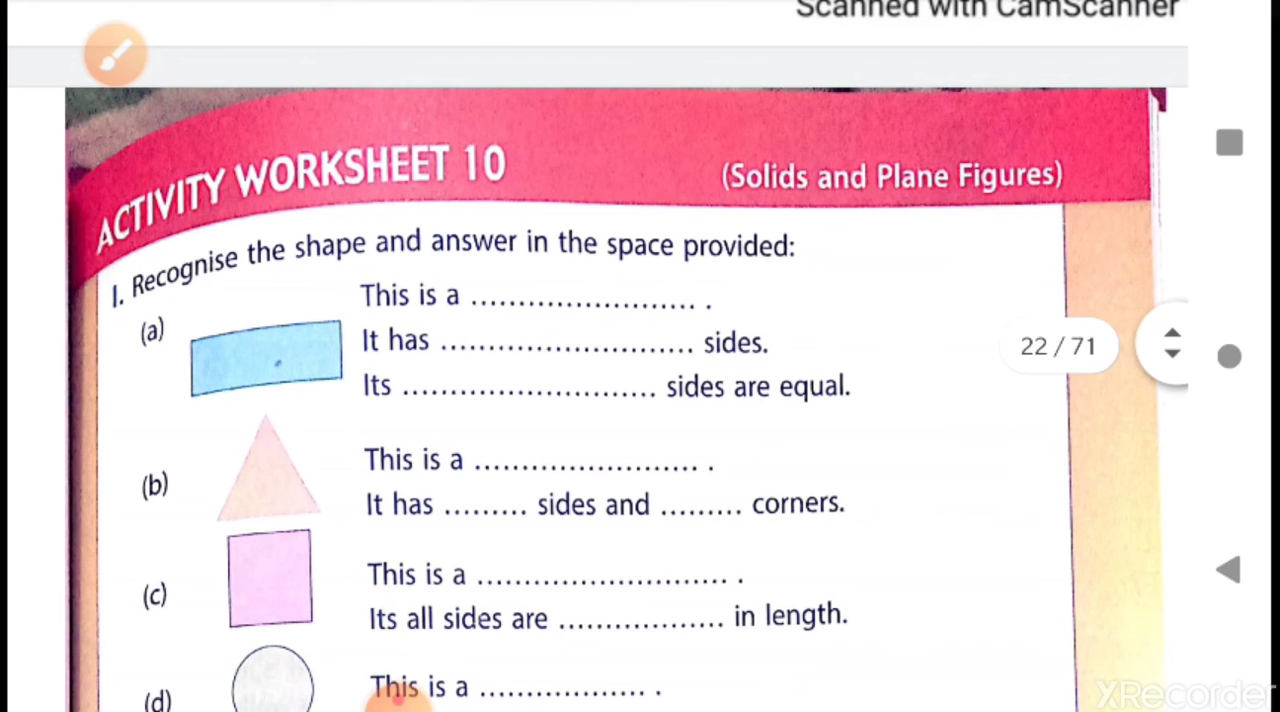 Scanned with CamScanner
ACTIVITY WORKSHEET 10
(Solids and Plane Figures)
I. Recognise the shape and answer in the space provided:
(a)
This is a ........................ .
It has ........................... sides.
Its ........................... sides are equal.
22 / 71
(b)
This is a ........................ .
It has ......... sides and ......... corners.
(c)
This is a ........................... .
Its all sides are .................. in length.
(d)
This is a .................. .
XRecorder